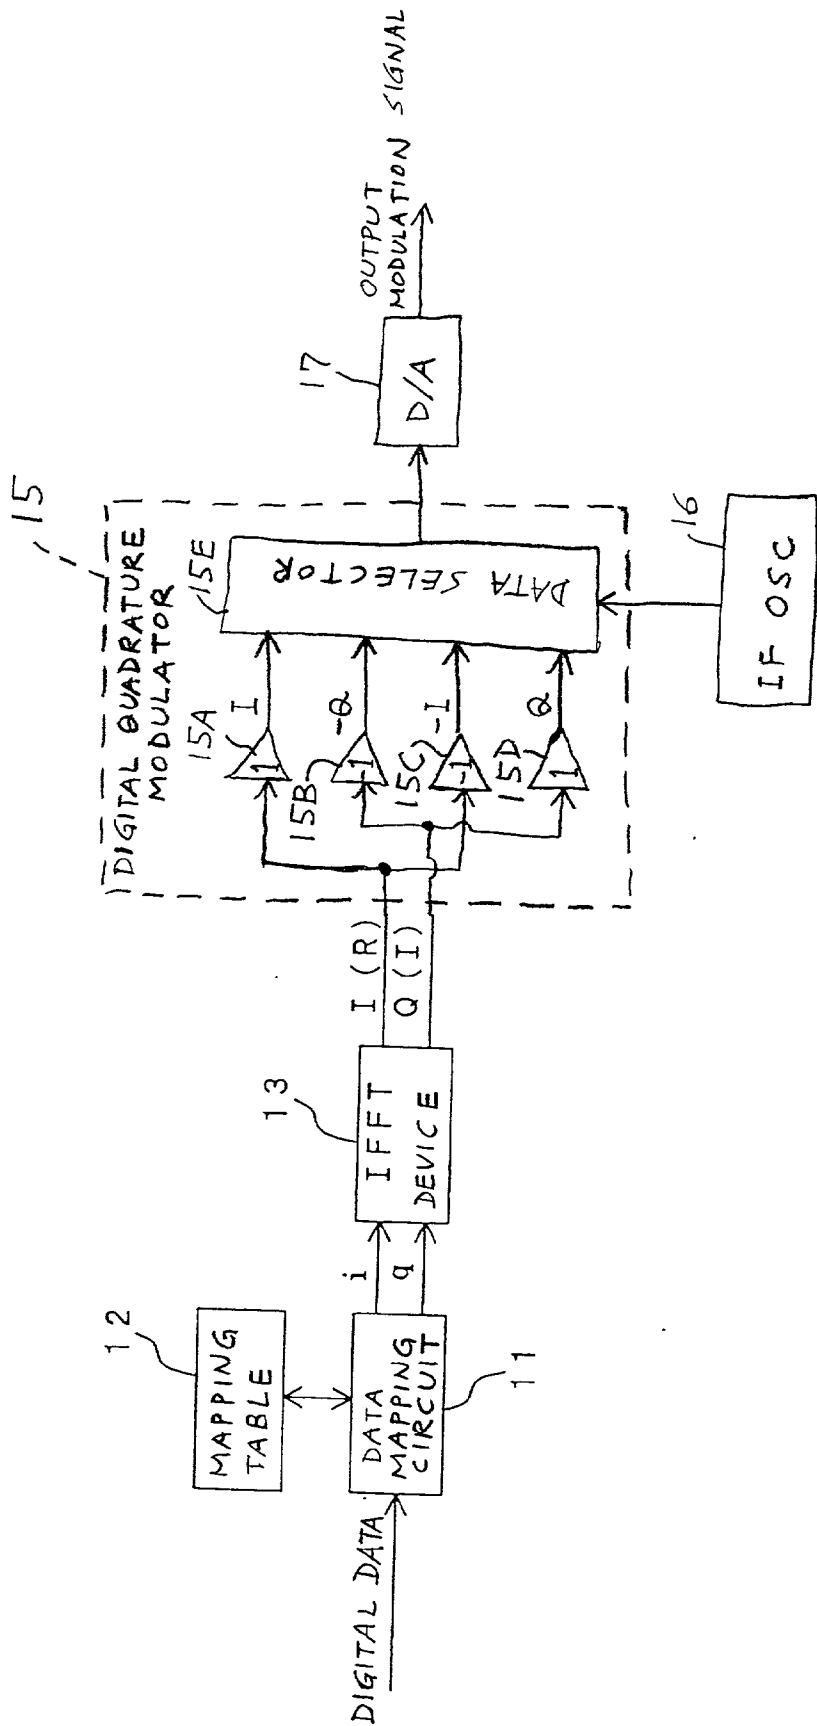 DIGITAL DATA
DATA
MAPPING
CIRCUIT
11
MAPPING
TABLE
12
i
q
IFFT
DEVICE
13
I (R)
Q (I)
15
DIGITAL QUADRATURE
MODULATOR
15A
1
I
15B
-1
-Q
15C
-1
-I
15D
1
Q
15E
DATA SELECTOR
16
IF OSC
17
D/A
OUTPUT
MODULATION SIGNAL